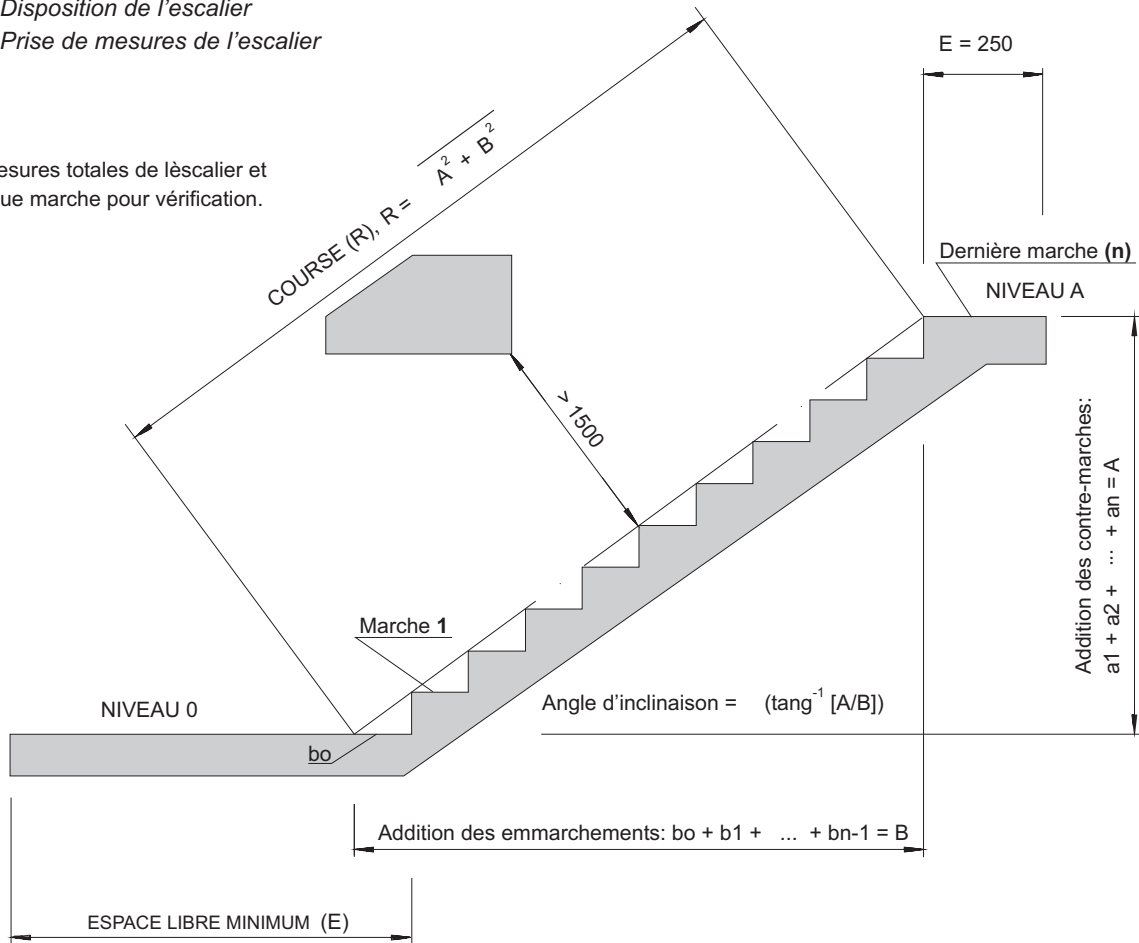 Disposition de l'escalier
Prise de mesures de l'escalier
E = 250
esures totales de lèscalier et
ue marche pour vérification.
COURSE (R), R = A² + B²
Dernière marche (n)
NIVEAU A
> 1500
Addition des contre-marches:
a1 + a2 + ... + an = A
Marche 1
NIVEAU 0
Angle d'inclinaison = (tang⁻¹ [A/B])
bo
Addition des emmarchements: bo + b1 + ... + bn-1 = B
ESPACE LIBRE MINIMUM (E)